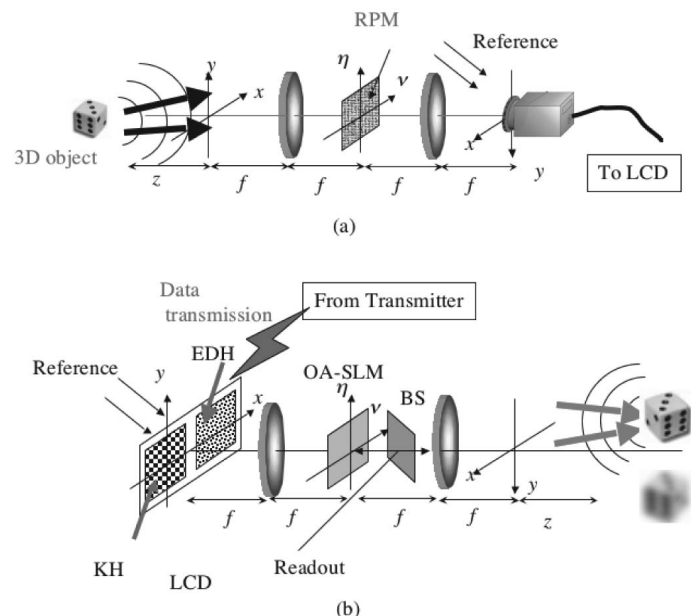 RPM
Reference
y
η
ν
x
3D object
x
z
f
f
f
f
y
To LCD
(a)
Data
transmission
From Transmitter
EDH
Reference
y
OA-SLM
x
η
BS
ν
x
y
f
f
f
f
z
KH
LCD
Readout
(b)